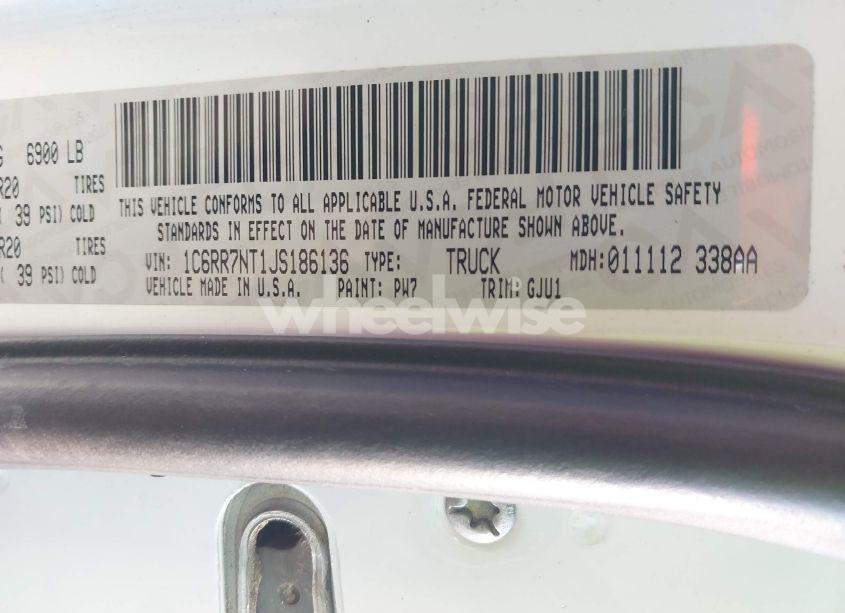 G 6900 LB
R20 TIRES
( 39 PSI) COLD
R20 TIRES
( 39 PSI) COLD
THIS VEHICLE CONFORMS TO ALL APPLICABLE U.S.A. FEDERAL MOTOR VEHICLE SAFETY
STANDARDS IN EFFECT ON THE DATE OF MANUFACTURE SHOWN ABOVE.
VIN: 1C6RR7NT1JS186136 TYPE: TRUCK MDH:011112 338AA
VEHICLE MADE IN U.S.A. PAINT: PW7 TRIM: GJU1
wheelwise